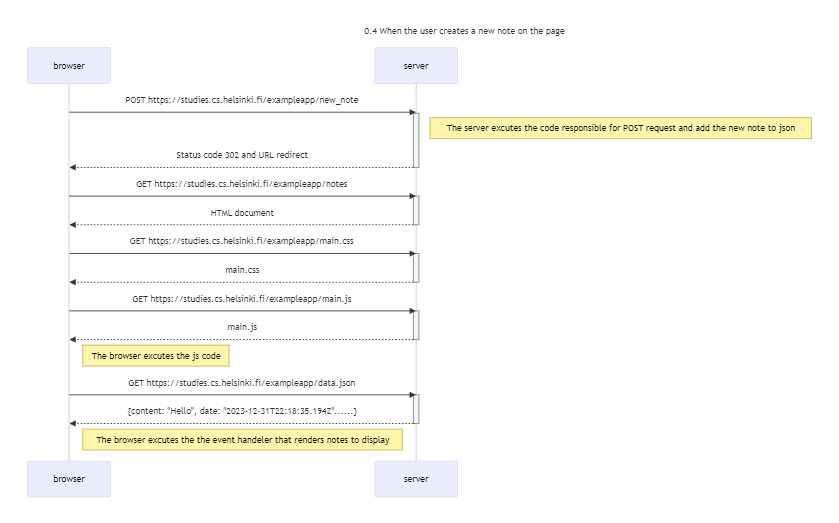 0.4 When the user creates a new note on the page
browser
server
POST https://studies.cs.helsinki.fi/exampleapp/new_note
The server excutes the code responsible for POST request and add the new note to json
Status code 302 and URL redirect
GET https://studies.cs.helsinki.fi/exampleapp/notes
HTML document
GET https://studies.cs.helsinki.fi/exampleapp/main.css
main.css
GET https://studies.cs.helsinki.fi/exampleapp/main.js
main.js
The browser excutes the js code
GET https://studies.cs.helsinki.fi/exampleapp/data.json
{content: "Hello", date: "2023-12-31T22:18:35.194Z"......}
The browser excutes the the event handeler that renders notes to display
browser
server